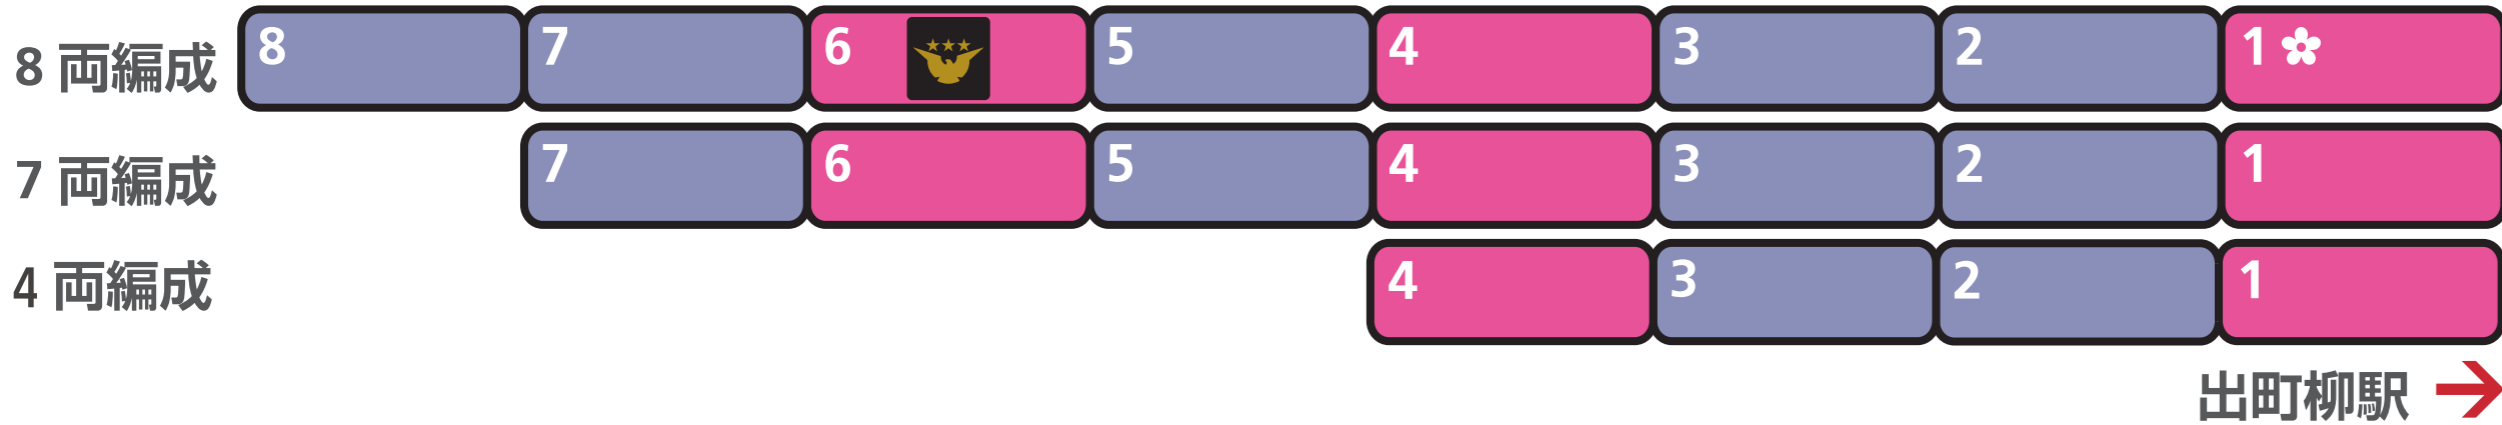 8両編成 8 7 6 5 4 3 2 1
7両編成 7 6 5 4 3 2 1
4両編成 4 3 2 1
出町柳駅 →